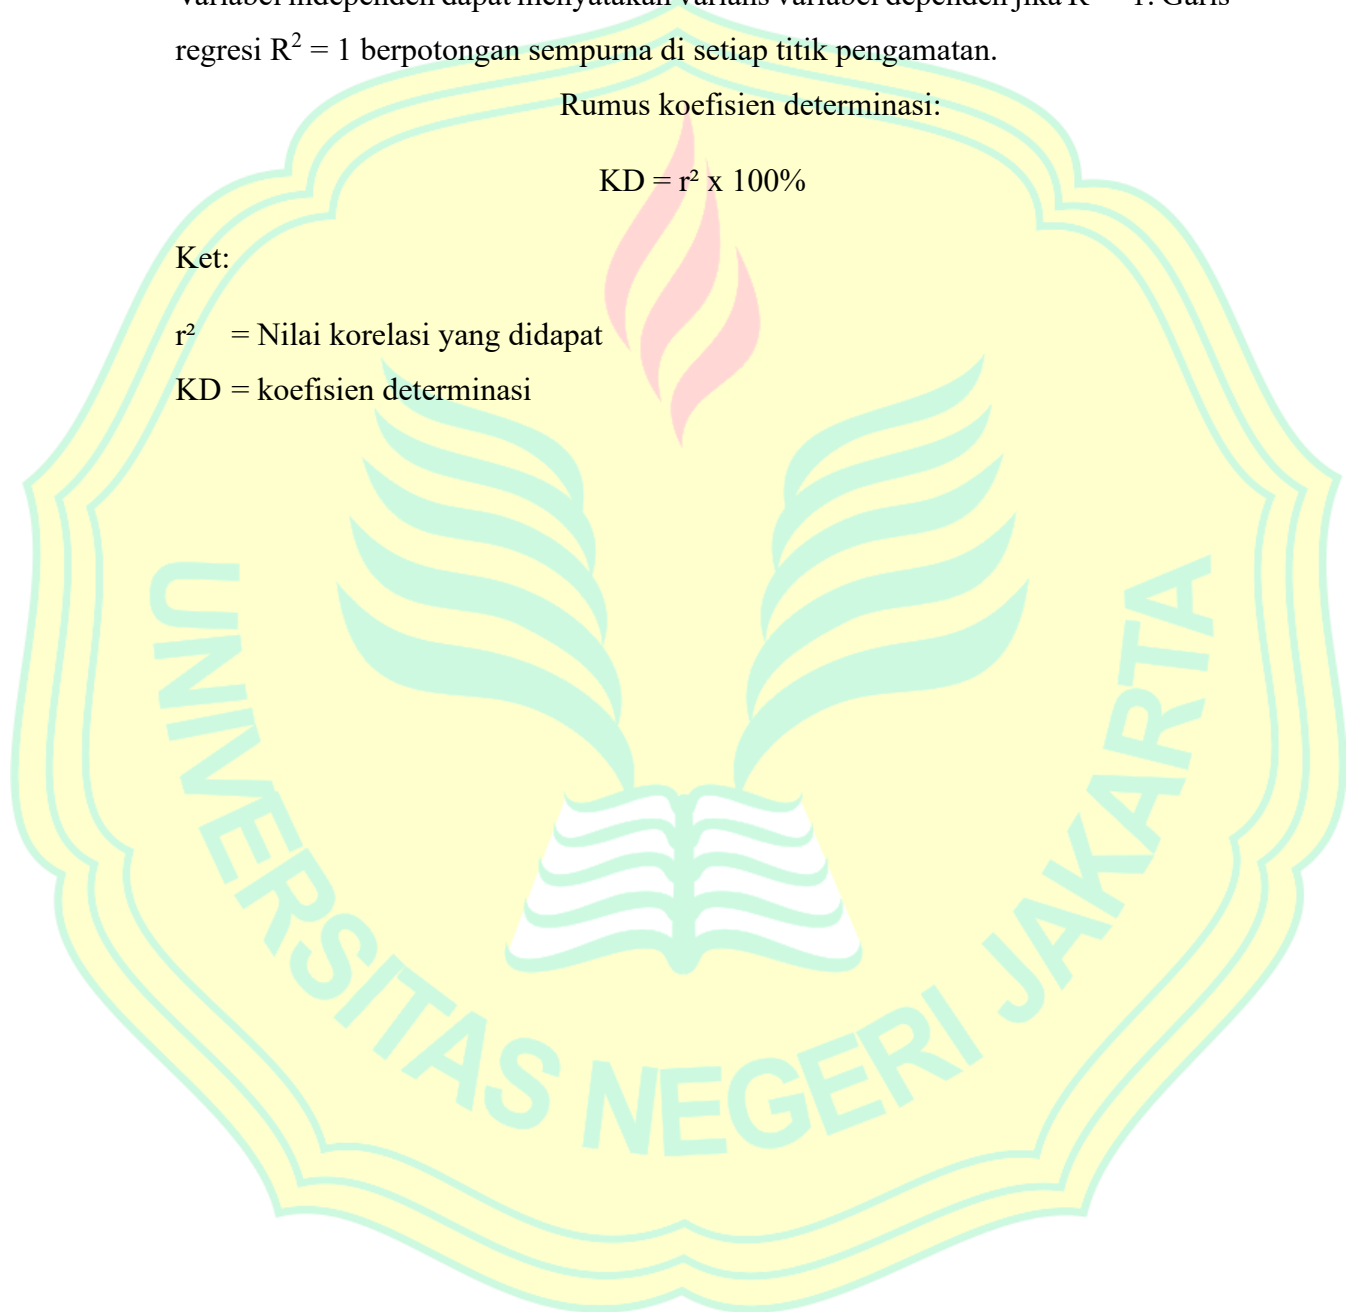 variabel independen dapat menyatakan varians variabel dependen jika R = 1. Garis
regresi R² = 1 berpotongan sempurna di setiap titik pengamatan.
Rumus koefisien determinasi:
KD = r² x 100%
Ket:
r² = Nilai korelasi yang didapat
KD = koefisien determinasi
UNIVERSITAS NEGERI JAKARTA